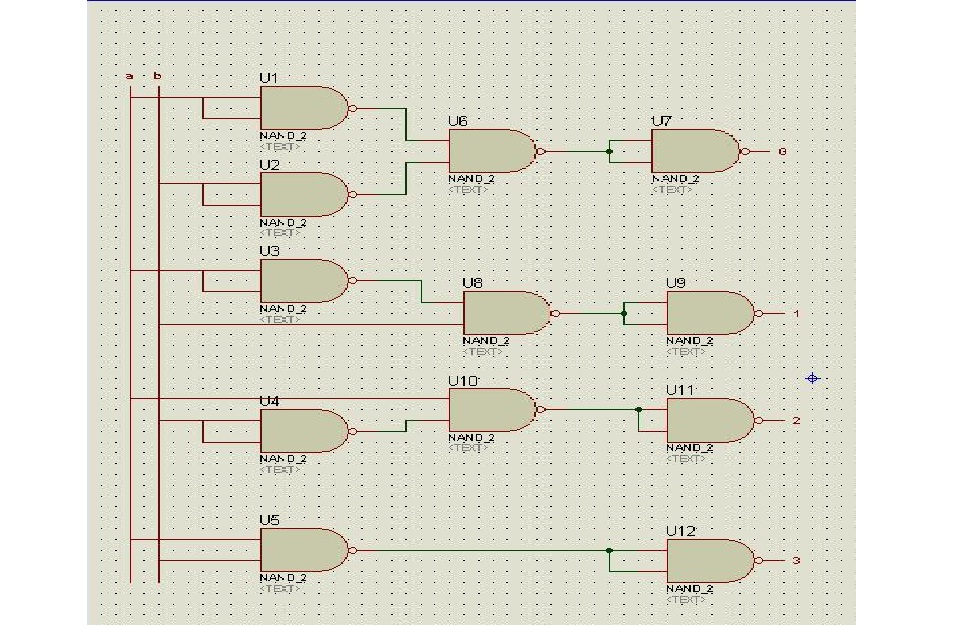 a b
U1
NAND_2
<TEXT>
U6
NAND_2
<TEXT>
U7
NAND_2
<TEXT>
0
U2
NAND_2
<TEXT>
U3
NAND_2
<TEXT>
U8
NAND_2
<TEXT>
U9
NAND_2
<TEXT>
1
U10
NAND_2
<TEXT>
U11
NAND_2
<TEXT>
2
U4
NAND_2
<TEXT>
U5
NAND_2
<TEXT>
U12
NAND_2
<TEXT>
3